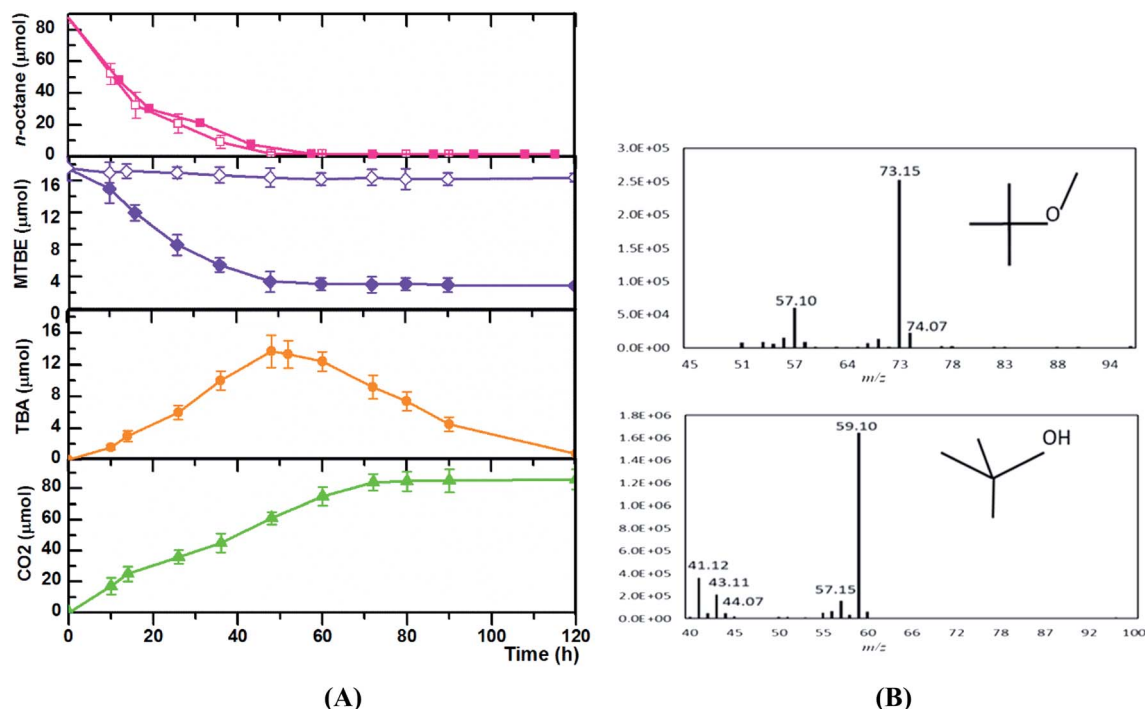 n-octane (µmol)
80
60
40
20
0
MTBE (µmol)
16
12
8
4
0
TBA (µmol)
16
12
8
4
0
CO2 (µmol)
80
60
40
20
0
0 20 40 60 80 100 120
Time (h)
(A)
3.0E+05
2.5E+05
2.0E+05
1.5E+05
1.0E+05
5.0E+04
0.0E+00
73.15
57.10
74.07
O
45 51 57 64 73 78 83 88 94
m/z
1.8E+06
1.6E+06
1.4E+06
1.2E+06
1.0E+06
8.0E+05
6.0E+05
4.0E+05
2.0E+05
0.0E+00
59.10
OH
41.12
43.11
44.07
57.15
40 45 55 60 66 72 78 87 100
m/z
(B)